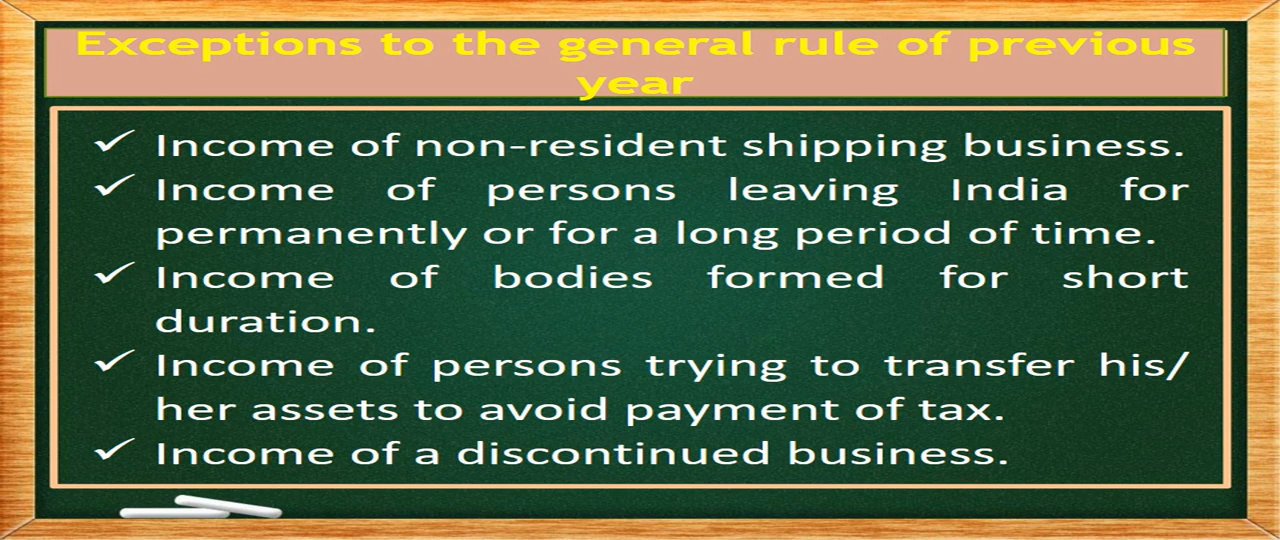 Exceptions to the general rule of previous
year
✓ Income of non-resident shipping business.
✓ Income of persons leaving India for
permanently or for a long period of time.
✓ Income of bodies formed for short
duration.
✓ Income of persons trying to transfer his/
her assets to avoid payment of tax.
✓ Income of a discontinued business.